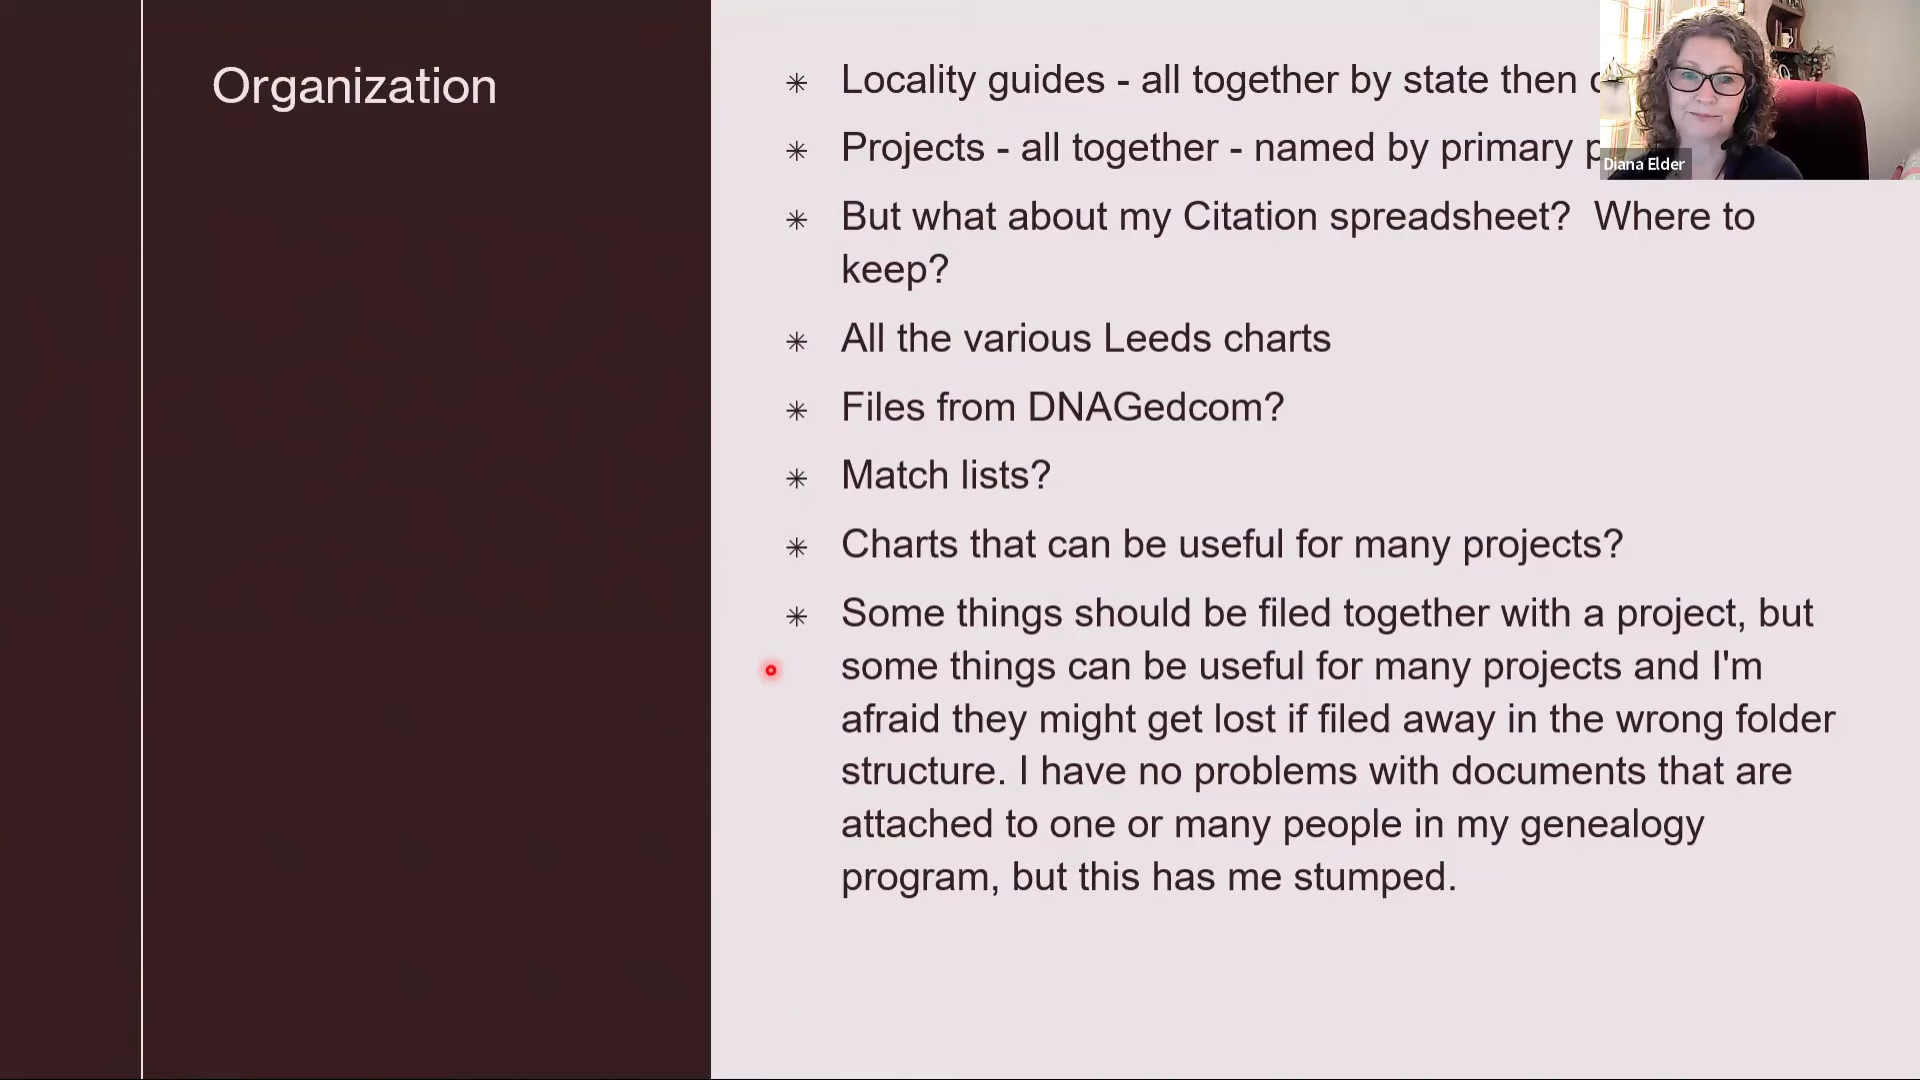 Organization
Locality guides - all together by state then
Projects - all together - named by primary
Diana Elder
But what about my Citation spreadsheet?  Where to
keep?
All the various Leeds charts
Files from DNAGedcom?
Match lists?
Charts that can be useful for many projects?
Some things should be filed together with a project, but
some things can be useful for many projects and I'm
afraid they might get lost if filed away in the wrong folder
structure. I have no problems with documents that are
attached to one or many people in my genealogy
program, but this has me stumped.